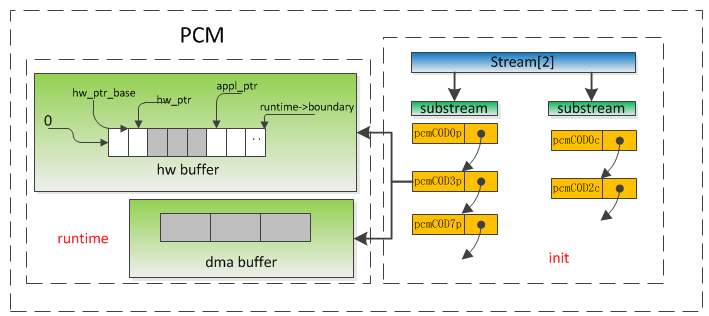 PCM
Stream[2]
hw_ptr_base
hw_ptr
appl_ptr
runtime->boundary
0
..
hw buffer
dma buffer
runtime
substream
substream
pcmC0D0p
pcmC0D3p
pcmC0D7p
pcmC0D0c
pcmC0D2c
init